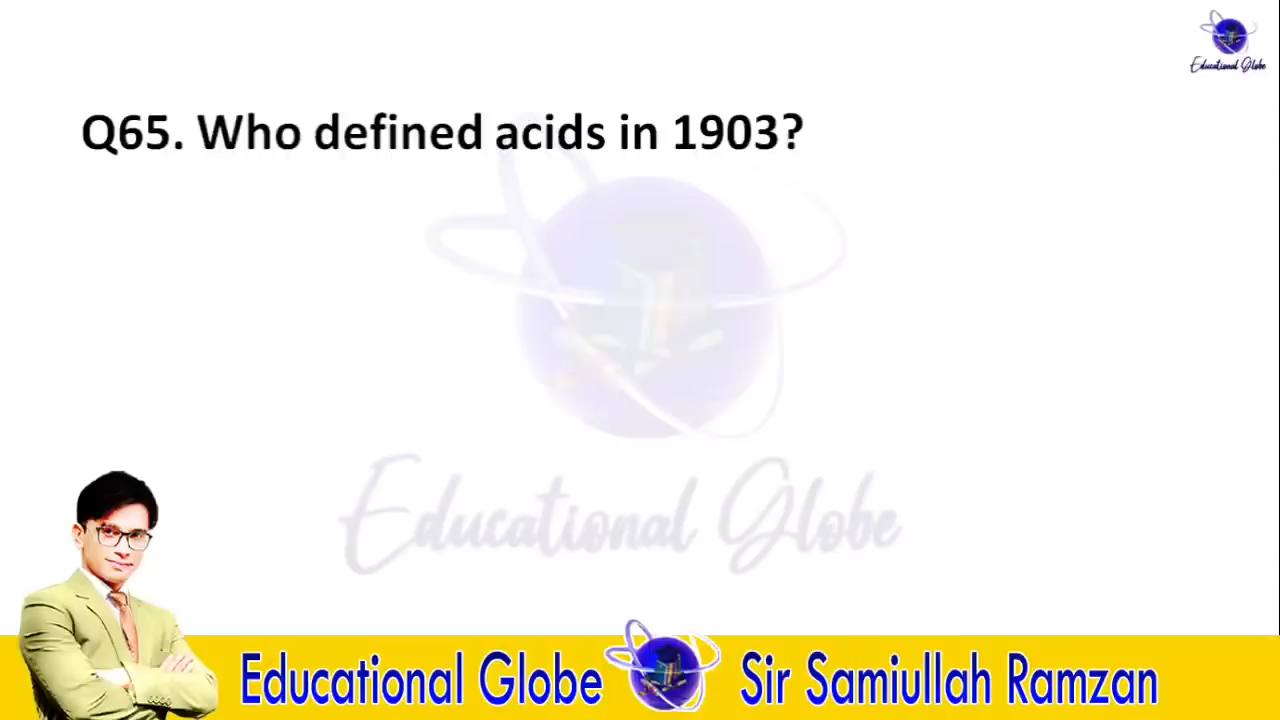 Educational Globe
Q65. Who defined acids in 1903?
Educational Globe
Educational Globe
Sir Samiullah Ramzan